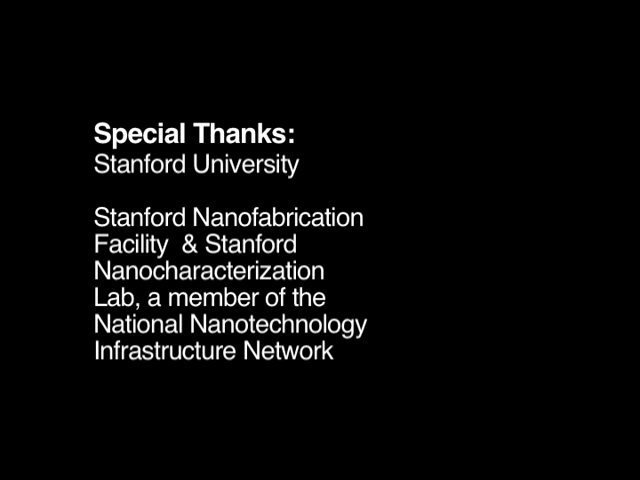 Special Thanks:
Stanford University
Stanford Nanofabrication
Facility & Stanford
Nanocharacterization
Lab, a member of the
National Nanotechnology
Infrastructure Network